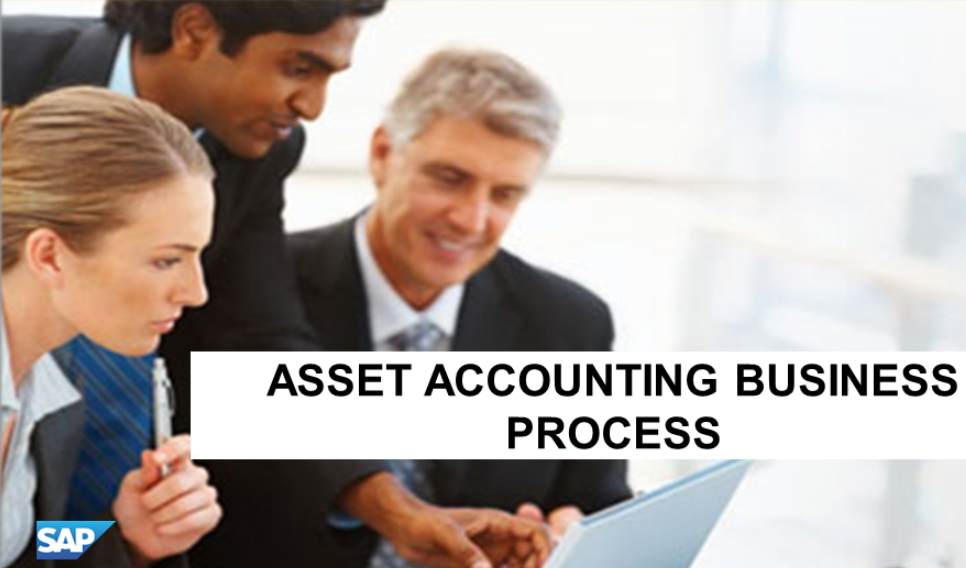 ASSET ACCOUNTING BUSINESS
PROCESS
SAP